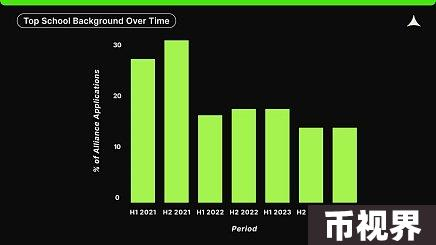 Top School Background Over Time
30
20
10
0
% of Alliance Applications
H1 2021 H2 2021 H1 2022 H2 2022 H1 2023 H2
Period
币视界